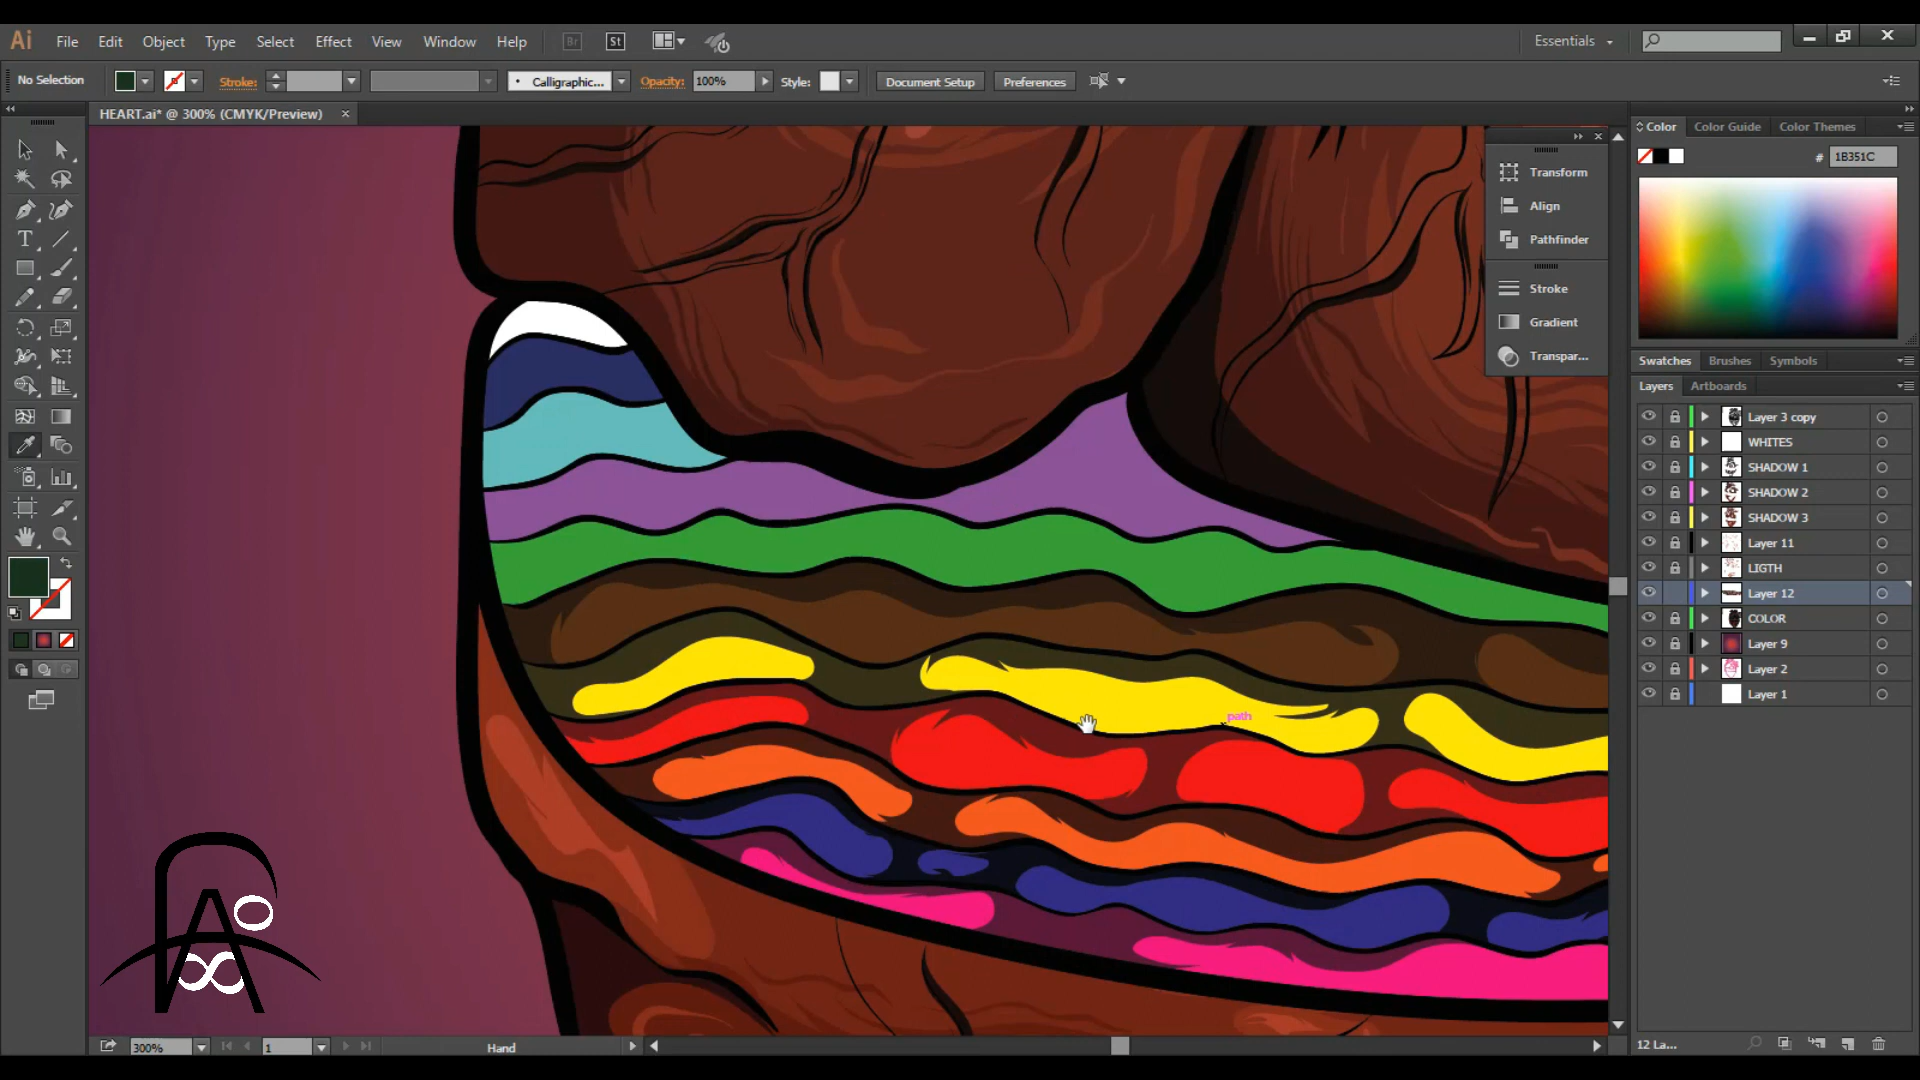 Ai File Edit Object Type Select Effect View Window Help Br St Essentials
No Selection Stroke: Calligraphic... Opacity: 100% Style: Document Setup Preferences
HEART.ai* @ 300% (CMYK/Preview)
Color Color Guide Color Themes
# 1B351C
Transform
Align
Pathfinder
Stroke
Gradient
Transpar...
Swatches Brushes Symbols
Layers Artboards
Layer 3 copy
WHITES
SHADOW 1
SHADOW 2
SHADOW 3
Layer 11
LIGTH
Layer 12
COLOR
Layer 9
Layer 2
Layer 1
path
300% 1 Hand
12 La...